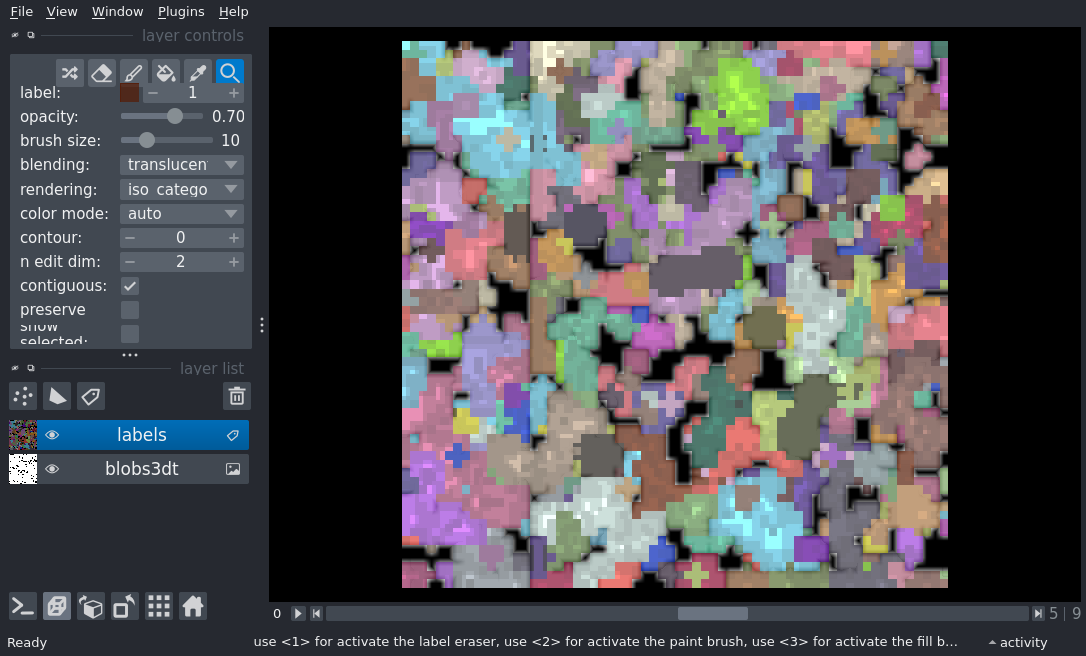 File View Window Plugins Help
layer controls
label: 1
opacity: 0.70
brush size: 10
blending: translucen
rendering: iso_catego
color mode: auto
contour: 0
n edit dim: 2
contiguous:
preserve
show
selected:
layer list
labels
blobs3dt
0 5 | 9
Ready use <1> for activate the label eraser, use <2> for activate the paint brush, use <3> for activate the fill b... activity